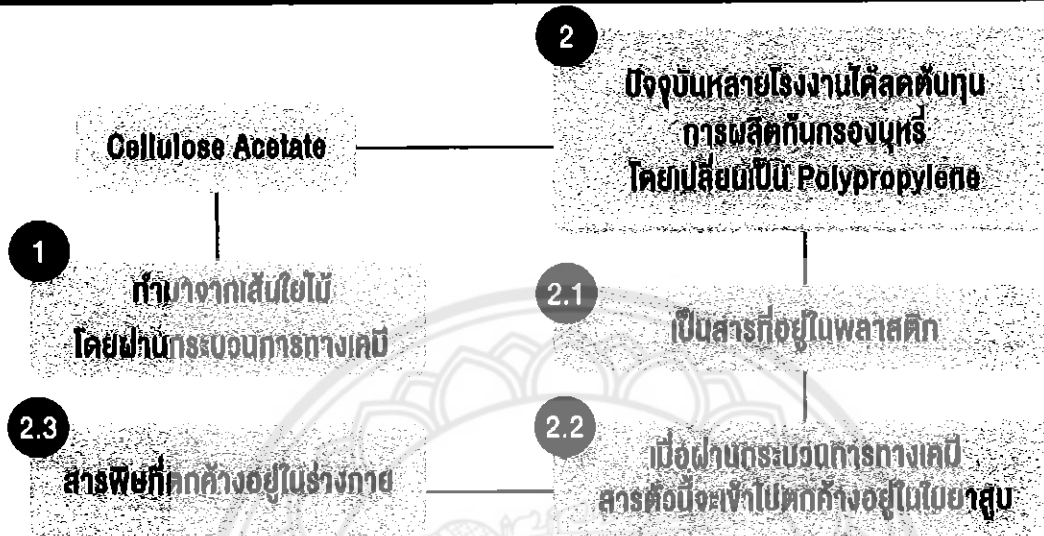 2
ปัจจุบันหลายโรงงานได้ลดต้นทุน
การผลิตก้นกรองบุหรี่
โดยเปลี่ยนเป็น Polypropylene
Cellulose Acetate
1
ทำมาจากเส้นใยไม้
โดยผ่านกระบวนการทางเคมี
2.1
เป็นสารที่อยู่ในพลาสติก
2.2
เมื่อผ่านกระบวนการทางเคมี
สารตัวนี้จะเข้าไปตกค้างอยู่ในใบยาสูบ
2.3
สารพิษที่ตกค้างอยู่ในร่างกาย